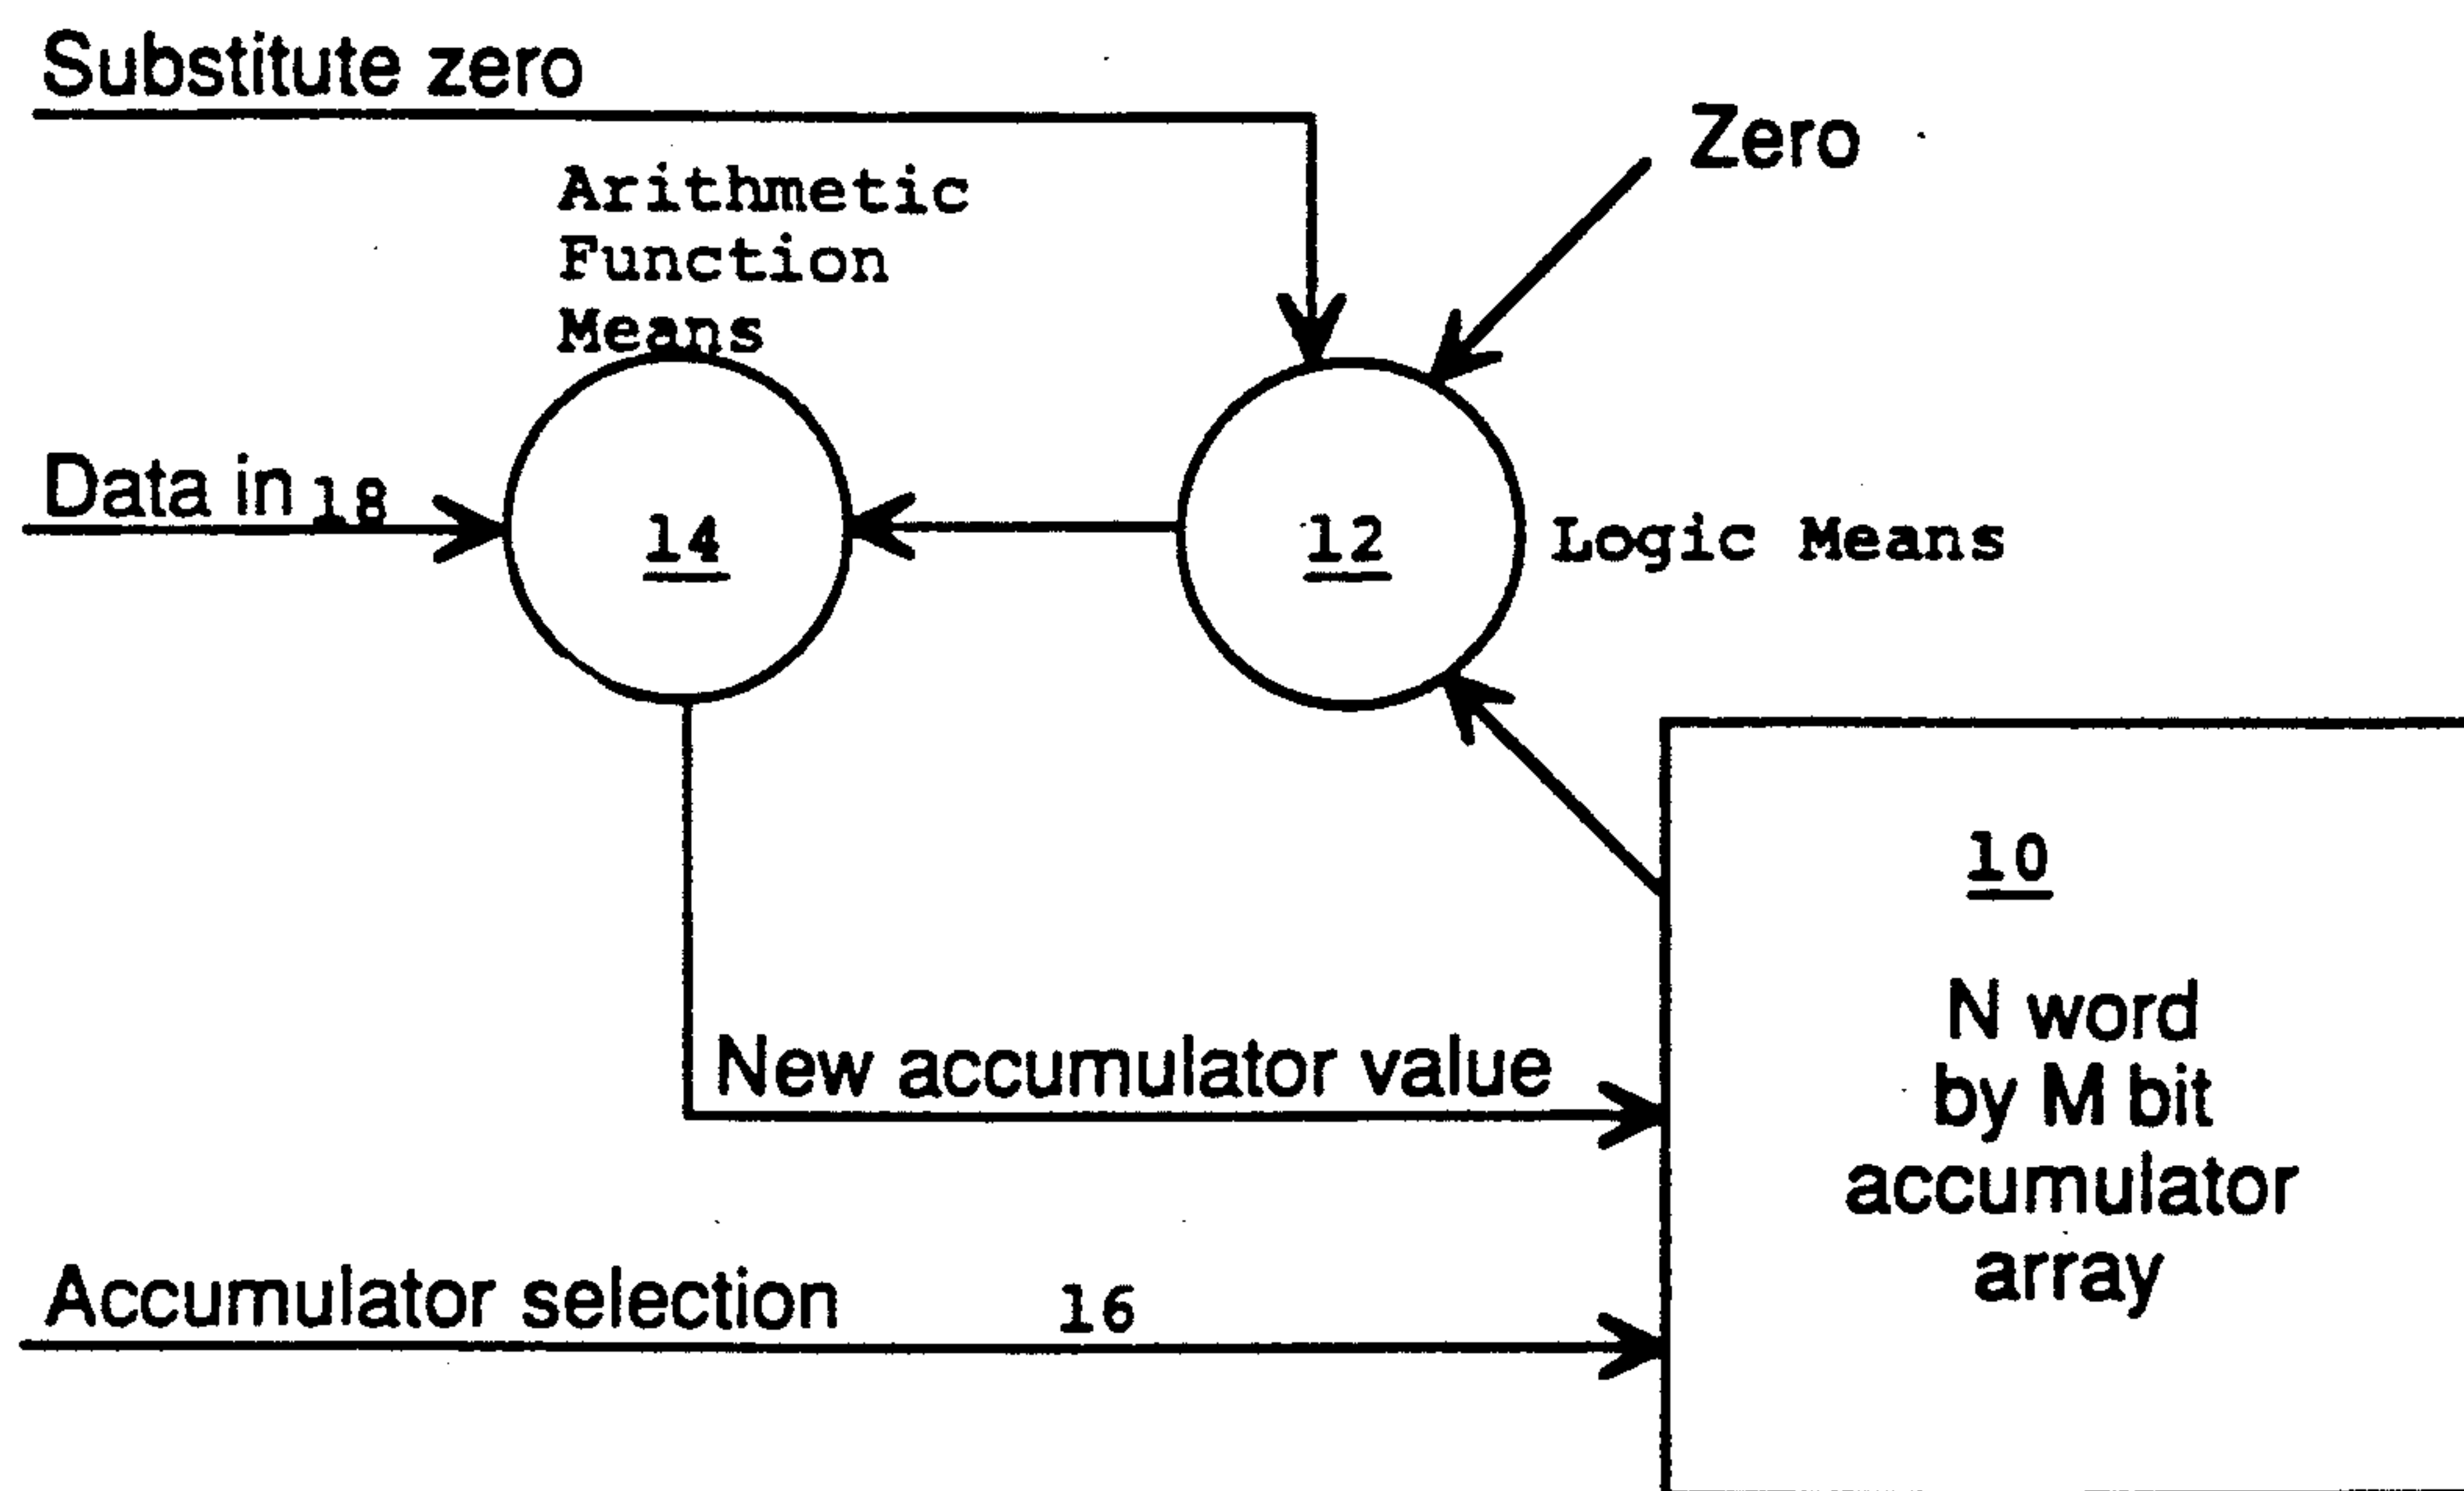 Substitute zero
Zero
Arithmetic
Function
Means
Data in 18
14
12
Logic Means
10
N word
by M bit
accumulator
array
New accumulator value
Accumulator selection 16